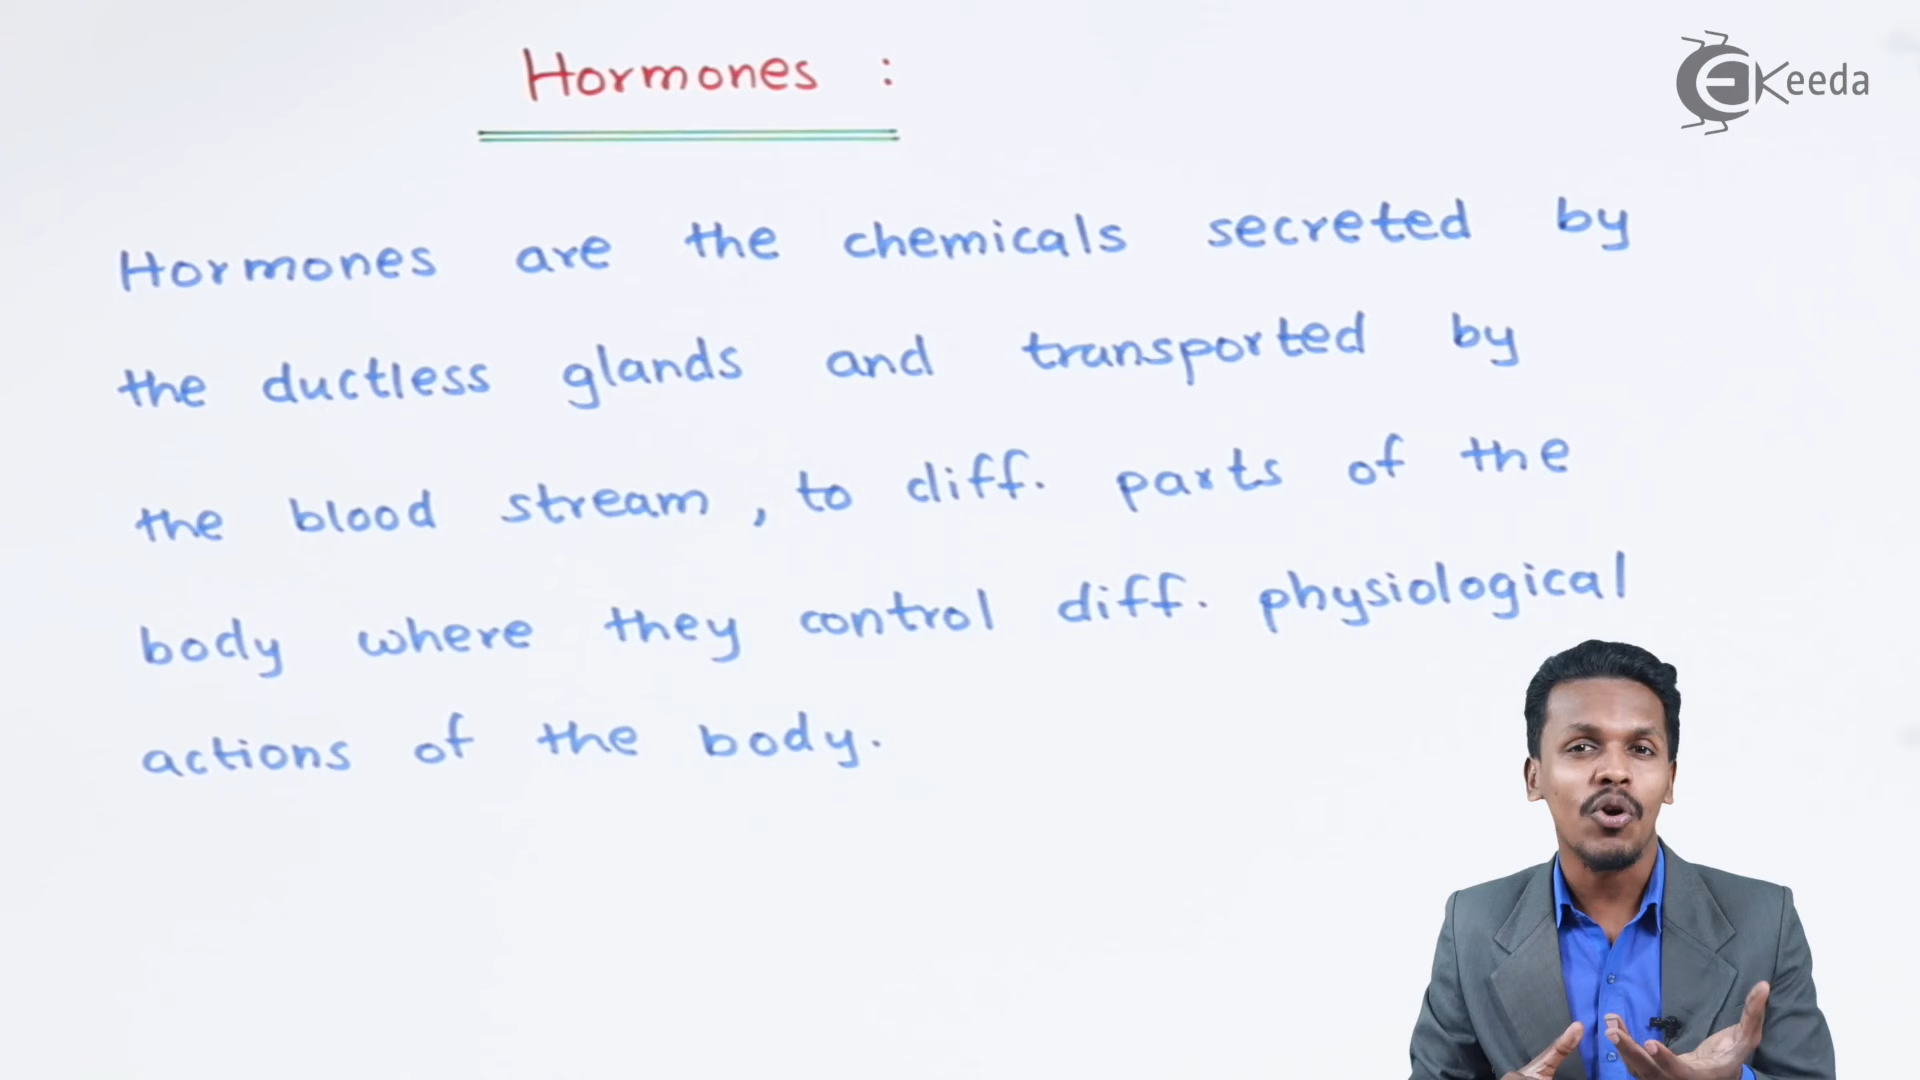 Hormones :
EKeeda
Hormones are the chemicals secreted by
the ductless glands and transported by
the blood stream, to diff. parts of the
body where they control diff. physiological
actions of the body.